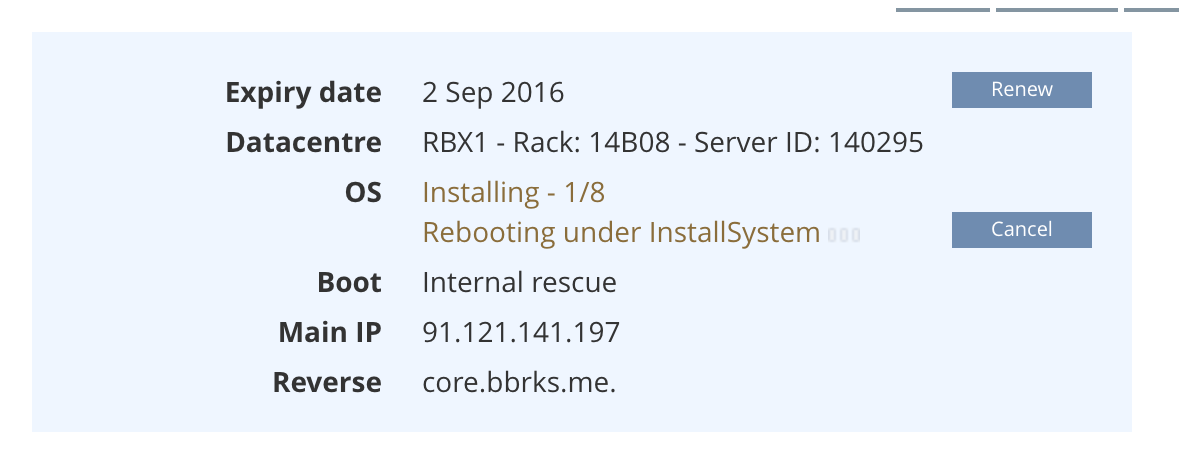 Expiry date 2 Sep 2016 Renew
Datacentre RBX1 - Rack: 14B08 - Server ID: 140295
OS Installing - 1/8
Rebooting under InstallSystem Cancel
Boot Internal rescue
Main IP 91.121.141.197
Reverse core.bbrks.me.